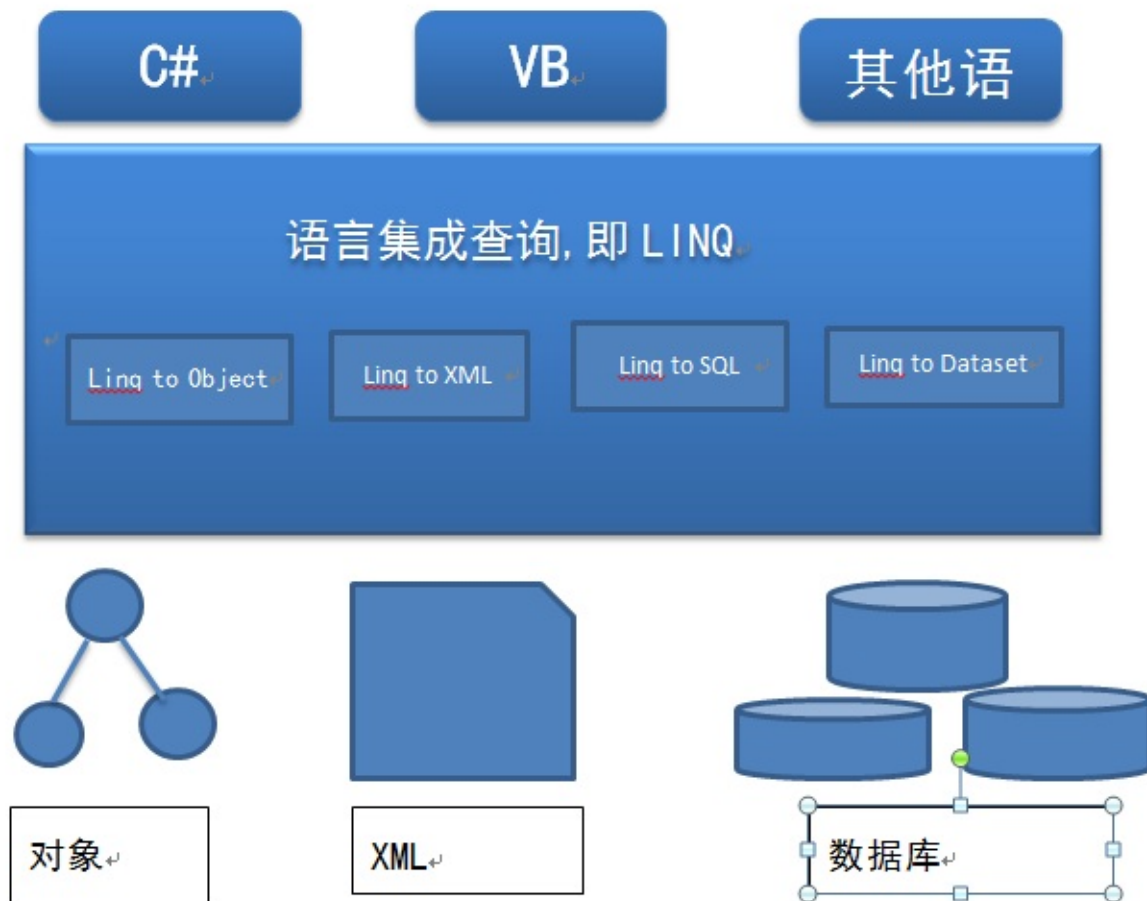 C#
VB
其他语
语言集成查询,即 LINQ
Linq to Object
Linq to XML
Linq to SQL
Linq to Dataset
对象
XML
数据库